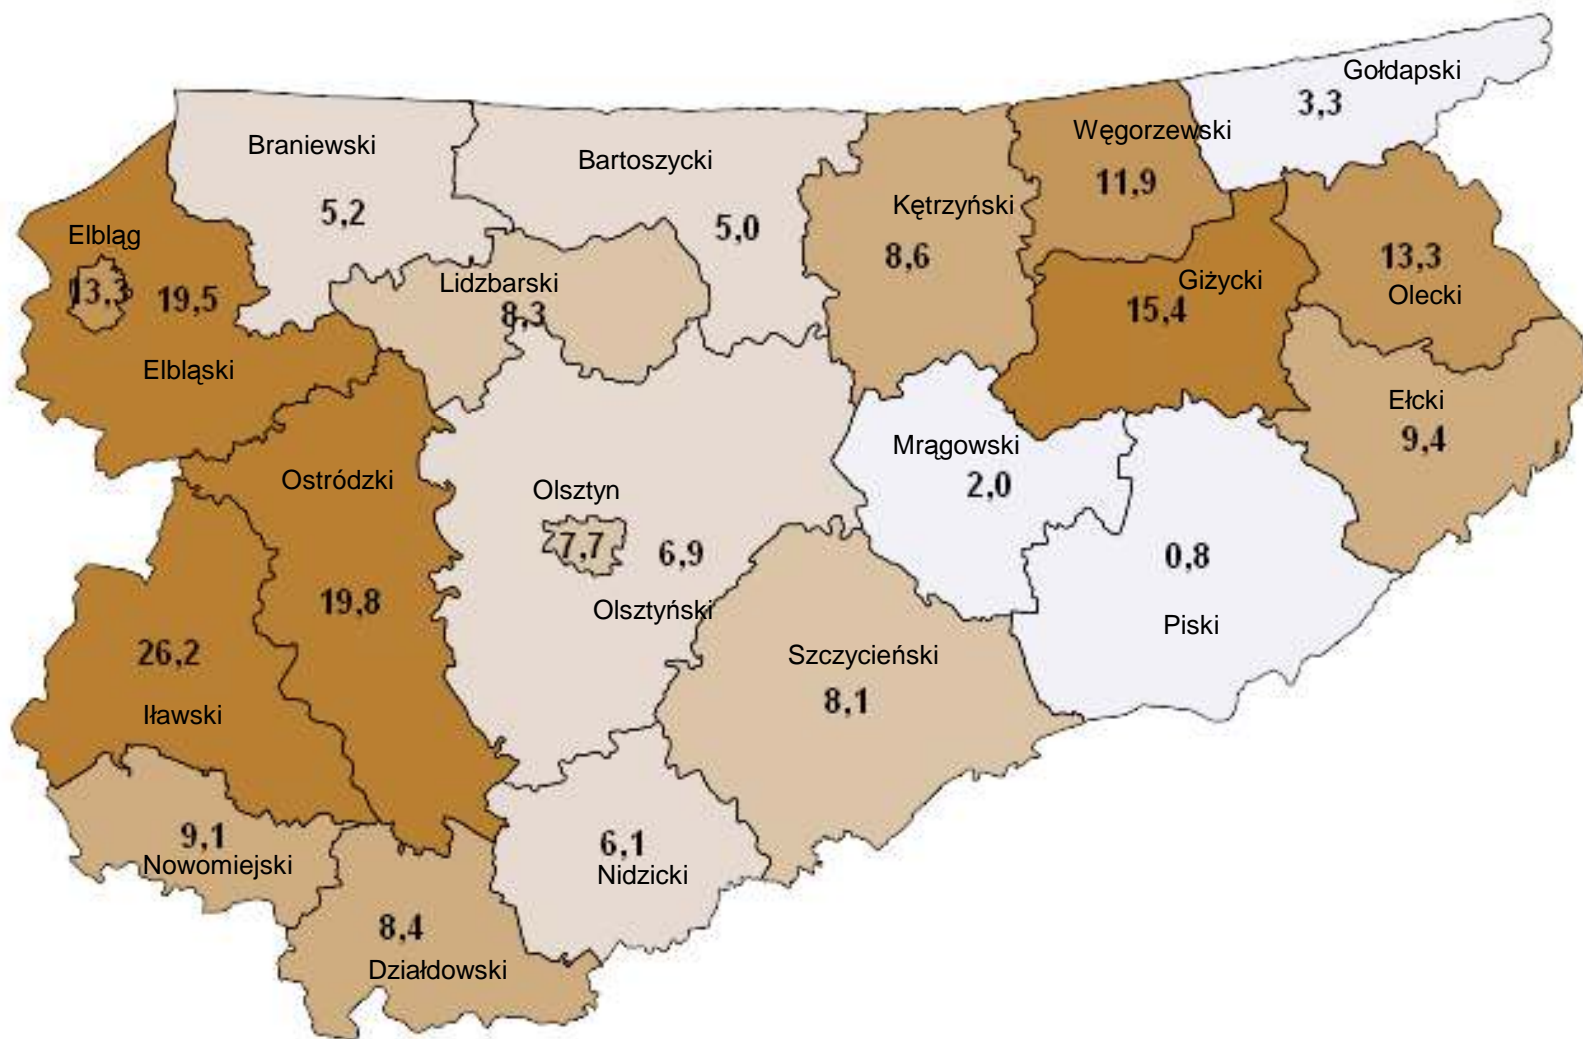 Gołdapski
3,3
Węgorzewski
11,9
Braniewski
5,2
Bartoszycki
5,0
Kętrzyński
8,6
Elbląg
13,3
19,5
Elbląski
Lidzbarski
8,3
Giżycki
15,4
13,3
Olecki
Ełcki
9,4
Mrągowski
2,0
Ostródzki
19,8
Olsztyn
7,7
6,9
Olsztyński
0,8
Piski
Szczycieński
8,1
26,2
Iławski
9,1
Nowomiejski
6,1
Nidzicki
8,4
Działdowski